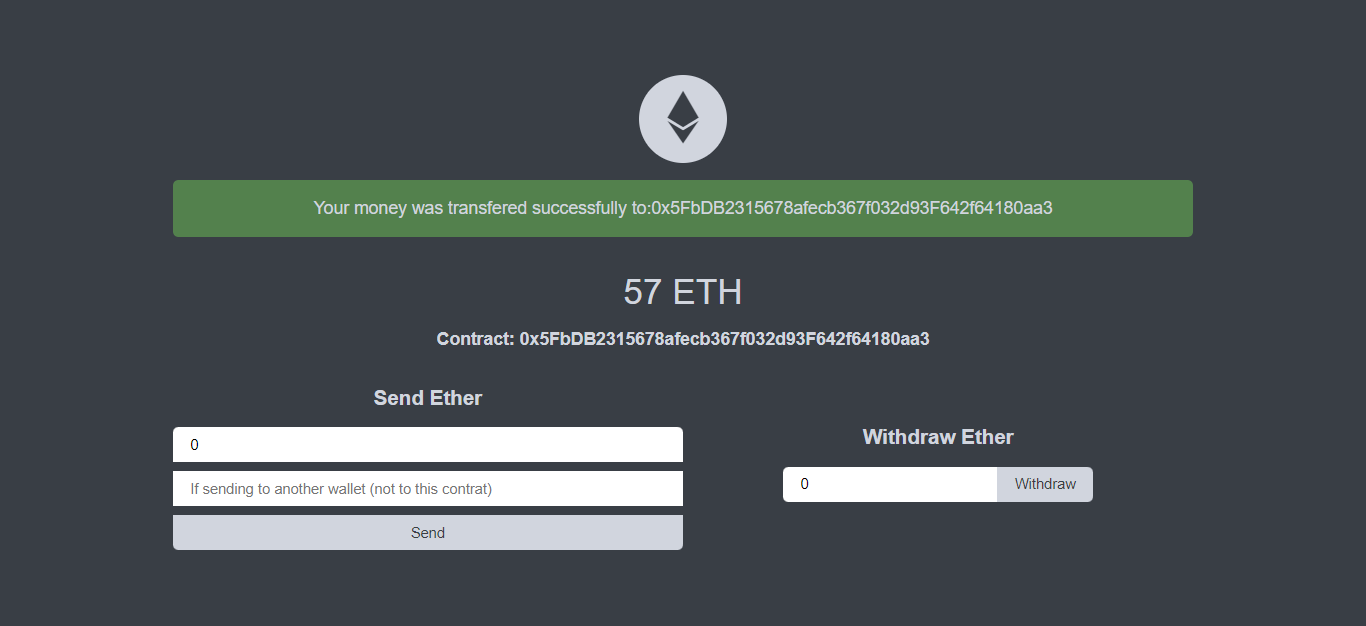 Your money was transfered successfully to:0x5FbDB2315678afecb367f032d93F642f64180aa3
57 ETH
Contract: 0x5FbDB2315678afecb367f032d93F642f64180aa3
Send Ether
0
If sending to another wallet (not to this contrat)
Send
Withdraw Ether
0 Withdraw